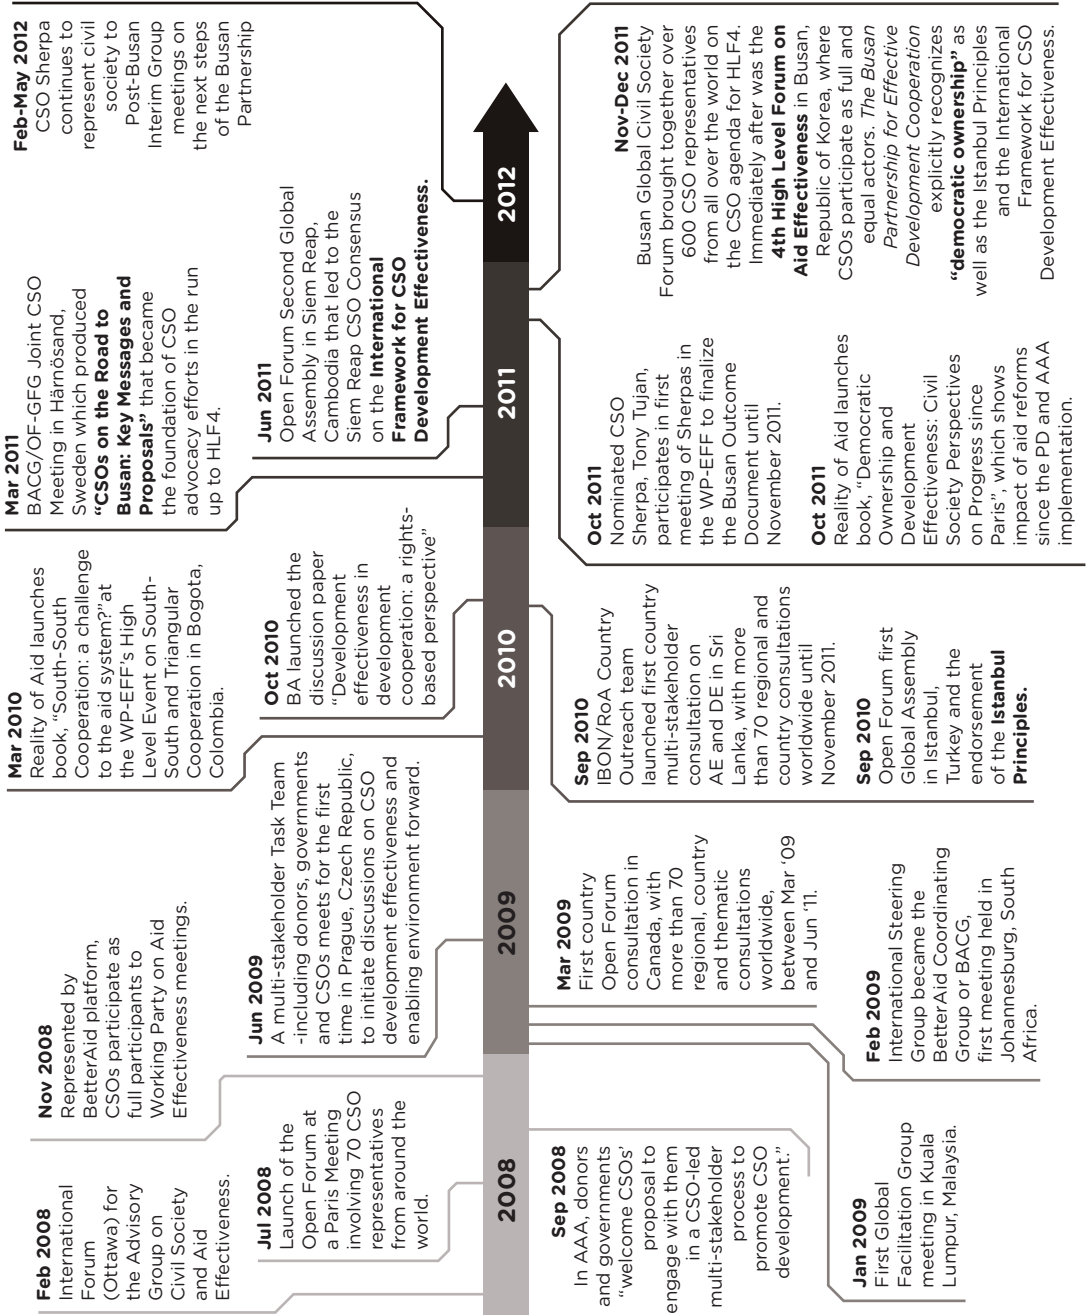 Feb 2008
International
Forum
(Ottawa) for
the Advisory
Group on
Civil Society
and Aid
Effectiveness.
Jul 2008
Launch of the
Open Forum at
a Paris Meeting
involving 70 CSO
representatives
from around the
world.
Nov 2008
Represented by
BetterAid platform,
CSOs participate as
full participants to
Working Party on Aid
Effectiveness meetings.
Jun 2009
A multi-stakeholder Task Team
-including donors, governments
and CSOs meets for the first
time in Prague, Czech Republic,
to initiate discussions on CSO
development effectiveness and
enabling environment forward.
Mar 2010
Reality of Aid launches
book, “South-South
Cooperation: a challenge
to the aid system?”at
the WP-EFF’s High
Level Event on South-
South and Triangular
Cooperation in Bogota,
Colombia.
Oct 2010
BA launched the
discussion paper
“Development
effectiveness in
development
cooperation: a rights-
based perspective”
Mar 2011
BACG/OF-GFG Joint CSO
Meeting in Härnösand,
Sweden which produced
“CSOs on the Road to
Busan: Key Messages and
Proposals” that became
the foundation of CSO
advocacy efforts in the run
up to HLF4.
Jun 2011
Open Forum Second Global
Assembly in Siem Reap,
Cambodia that led to the
Siem Reap CSO Consensus
on the International
Framework for CSO
Development Effectiveness.
Feb-May 2012
CSO Sherpa
continues to
represent civil
society to
Post-Busan
Interim Group
meetings on
the next steps
of the Busan
Partnership
2008
2009
2010
2011
2012
Sep 2008
In AAA, donors
and governments
“welcome CSOs’
proposal to
engage with them
in a CSO-led
multi-stakeholder
process to
promote CSO
development.”
Jan 2009
First Global
Facilitation Group
meeting in Kuala
Lumpur, Malaysia.
Feb 2009
International Steering
Group became the
BetterAid Coordinating
Group or BACG,
first meeting held in
Johannesburg, South
Africa.
Mar 2009
First country
Open Forum
consultation in
Canada, with
more than 70
regional, country
and thematic
consultations
worldwide,
between Mar ‘09
and Jun ‘11.
Sep 2010
IBON/RoA Country
Outreach team
launched first country
multi-stakeholder
consultation on
AE and DE in Sri
Lanka, with more
than 70 regional and
country consultations
worldwide until
November 2011.
Sep 2010
Open Forum first
Global Assembly
in Istanbul,
Turkey and the
endorsement
of the Istanbul
Principles.
Oct 2011
Nominated CSO
Sherpa, Tony Tujan,
participates in first
meeting of Sherpas in
the WP-EFF to finalize
the Busan Outcome
Document until
November 2011.
Oct 2011
Reality of Aid launches
book, “Democratic
Ownership and
Development
Effectiveness: Civil
Society Perspectives
on Progress since
Paris”, which shows
impact of aid reforms
since the PD and AAA
implementation.
Nov-Dec 2011
Busan Global Civil Society
Forum brought together over
600 CSO representatives
from all over the world on
the CSO agenda for HLF4.
Immediately after was the
4th High Level Forum on
Aid Effectiveness in Busan,
Republic of Korea, where
CSOs participate as full and
equal actors. The Busan
Partnership for Effective
Development Cooperation
explicitly recognizes
“democratic ownership” as
well as the Istanbul Principles
and the International
Framework for CSO
Development Effectiveness.